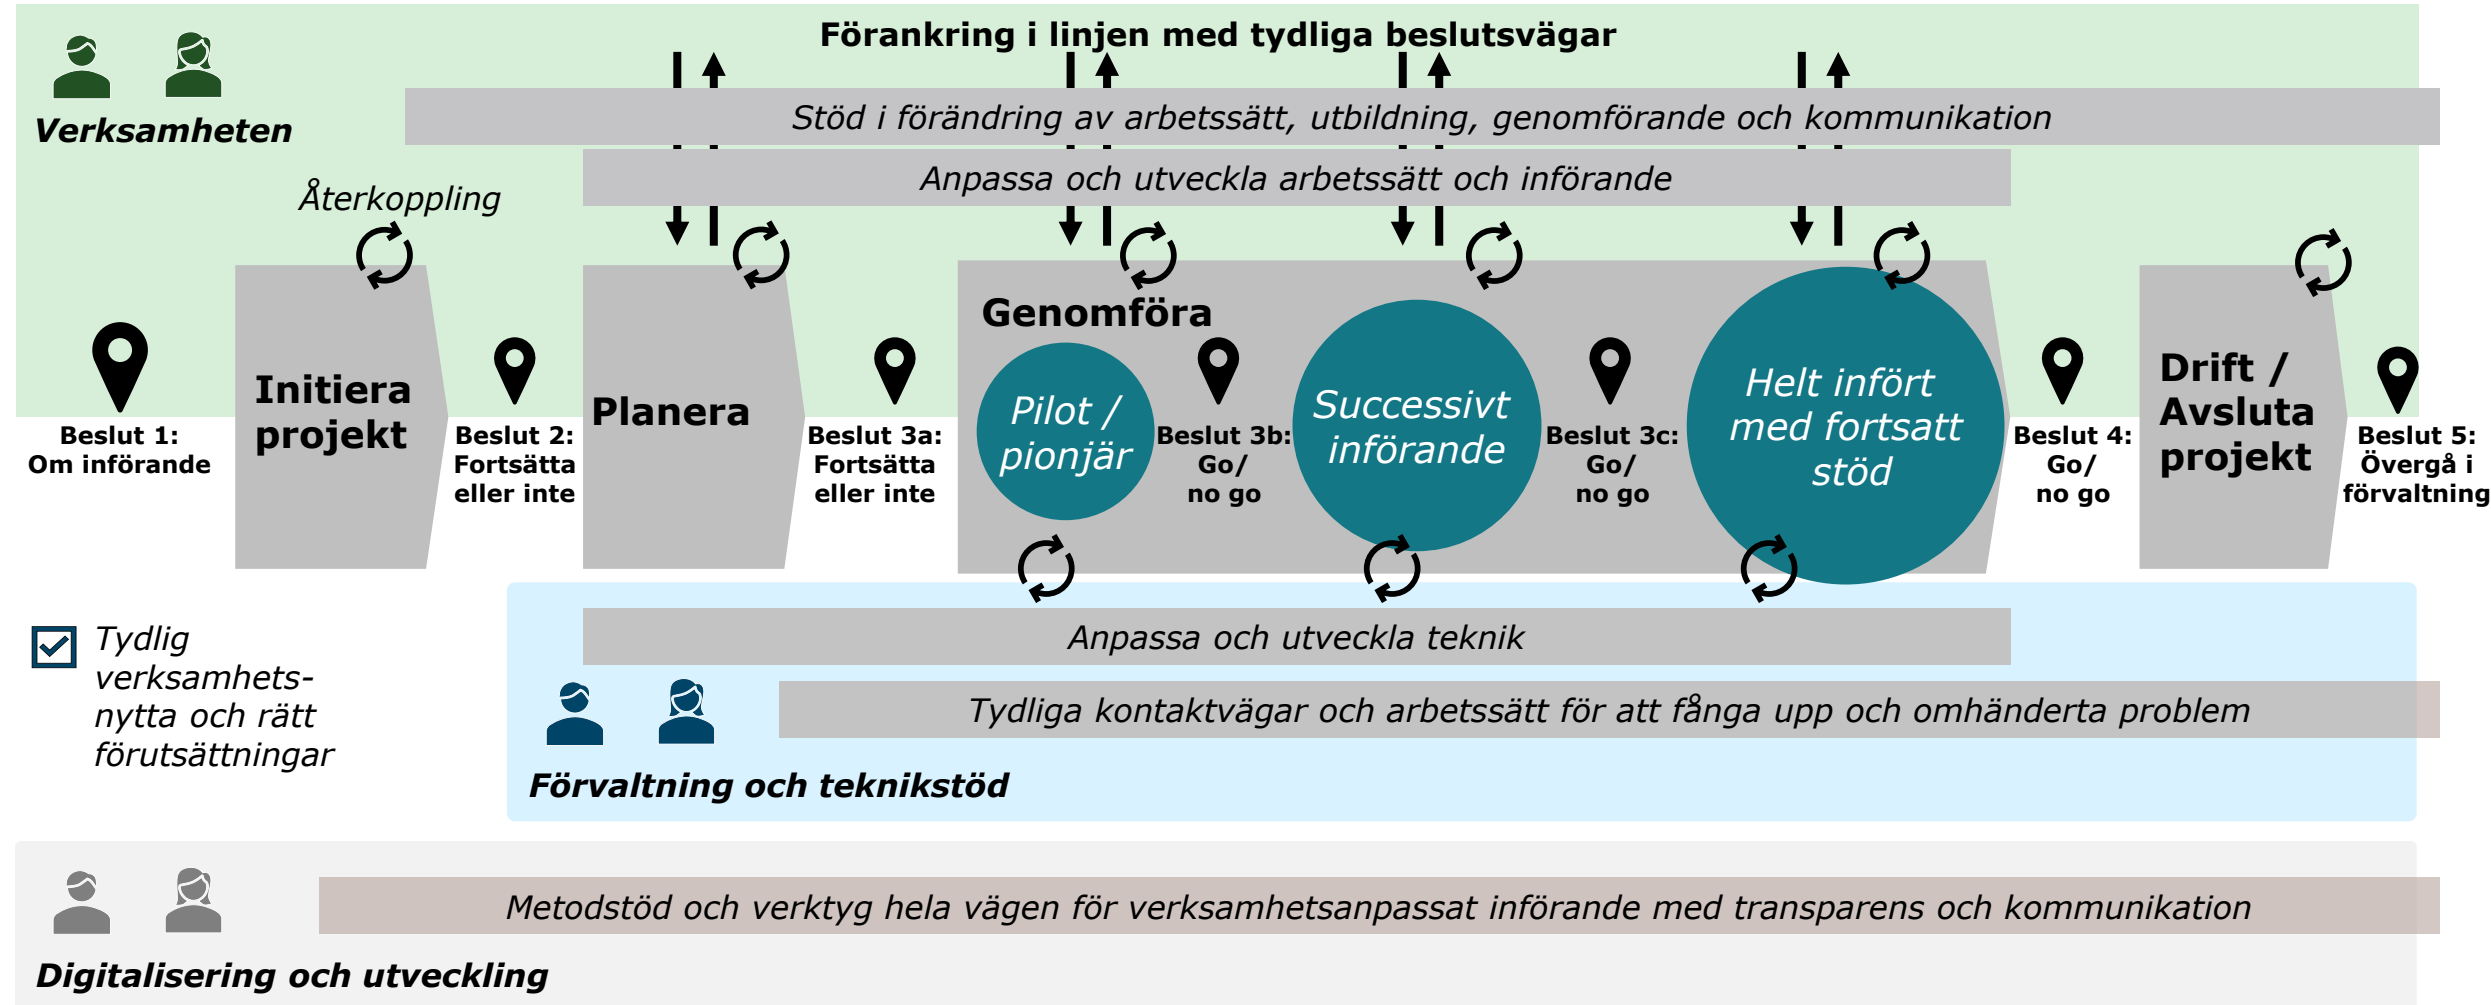 Förankring i linjen med tydliga beslutsvägar
Verksamheten
Stöd i förändring av arbetssätt, utbildning, genomförande och kommunikation
Anpassa och utveckla arbetssätt och införande
Återkoppling
Beslut 1:
Om införande
Initiera
projekt
Beslut 2:
Fortsätta
eller inte
Planera
Beslut 3a:
Fortsätta
eller inte
Genomföra
Pilot /
pionjär
Beslut 3b:
Go/
no go
Successivt
införande
Beslut 3c:
Go/
no go
Helt infört
med fortsatt
stöd
Beslut 4:
Go/
no go
Drift /
Avsluta
projekt
Beslut 5:
Övergå i
förvaltning
Tydlig
verksamhets-
nytta och rätt
förutsättningar
Anpassa och utveckla teknik
Tydliga kontaktvägar och arbetssätt för att fånga upp och omhänderta problem
Förvaltning och teknikstöd
Metodstöd och verktyg hela vägen för verksamhetsanpassat införande med transparens och kommunikation
Digitalisering och utveckling